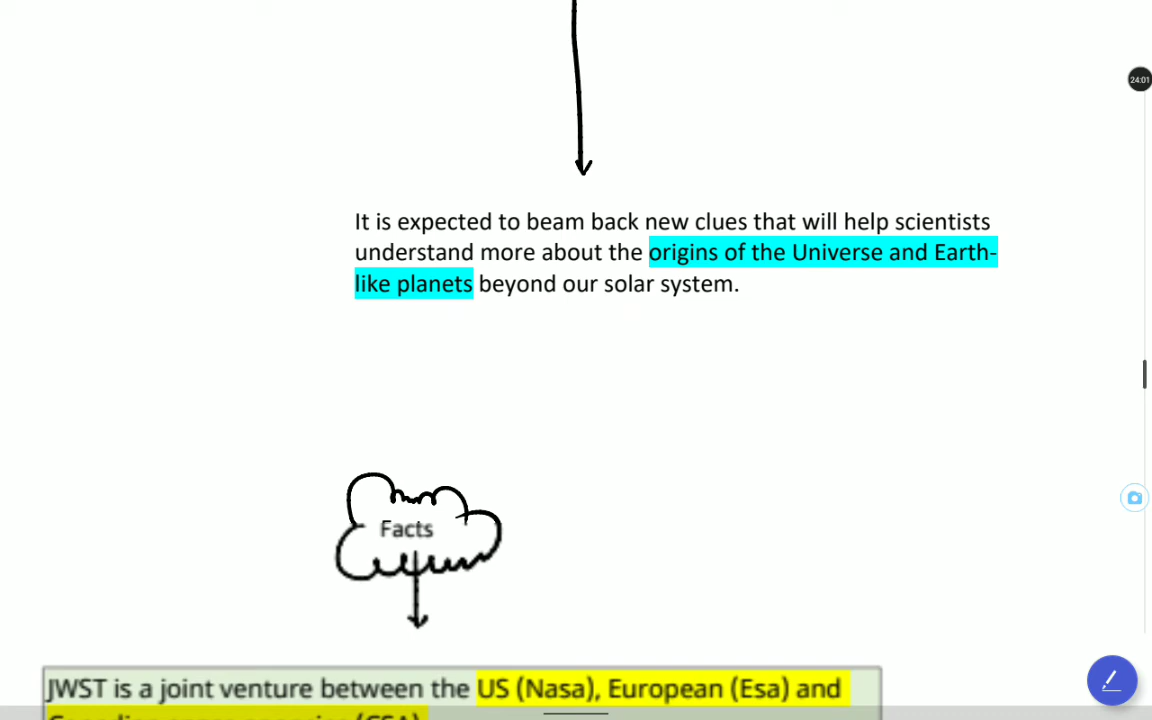 24:01
It is expected to beam back new clues that will help scientists
understand more about the origins of the Universe and Earth-
like planets beyond our solar system.
Facts
JWST is a joint venture between the US (Nasa), European (Esa) and